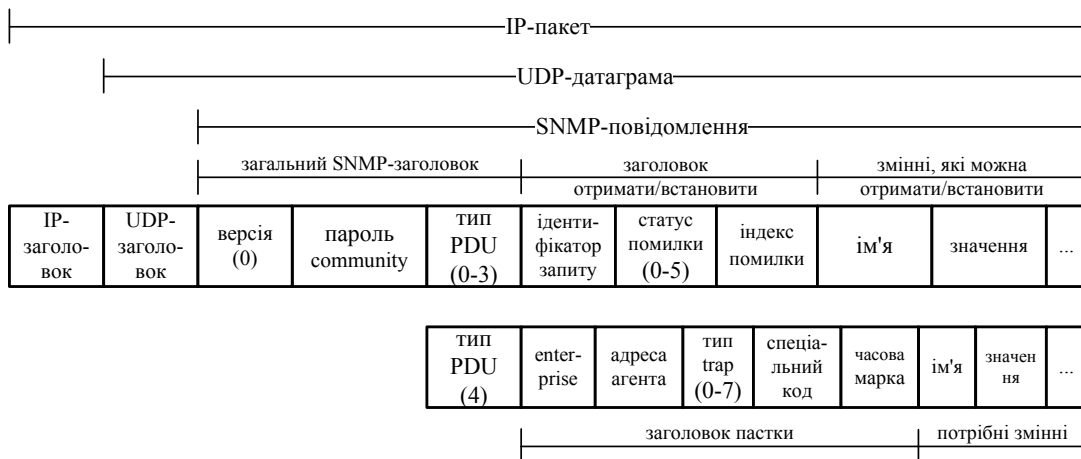 IP-пакет
UDP-датаграма
SNMP-повідомлення
загальний SNMP-заголовок
заголовок
отримати/встановити
змінні, які можна
отримати/встановити
IP-
заголо-
вок
UDP-
заголо-
вок
версія
(0)
пароль
community
тип
PDU
(0-3)
іденти-
фікатор
запиту
статус
помилки
(0-5)
індекс
помилки
ім'я
значення
...
тип
PDU
(4)
enter-
prise
адреса
агента
тип
trap
(0-7)
спеціа-
льний
код
часова
марка
ім'я
значен
ня
...
заголовок пастки
потрібні змінні